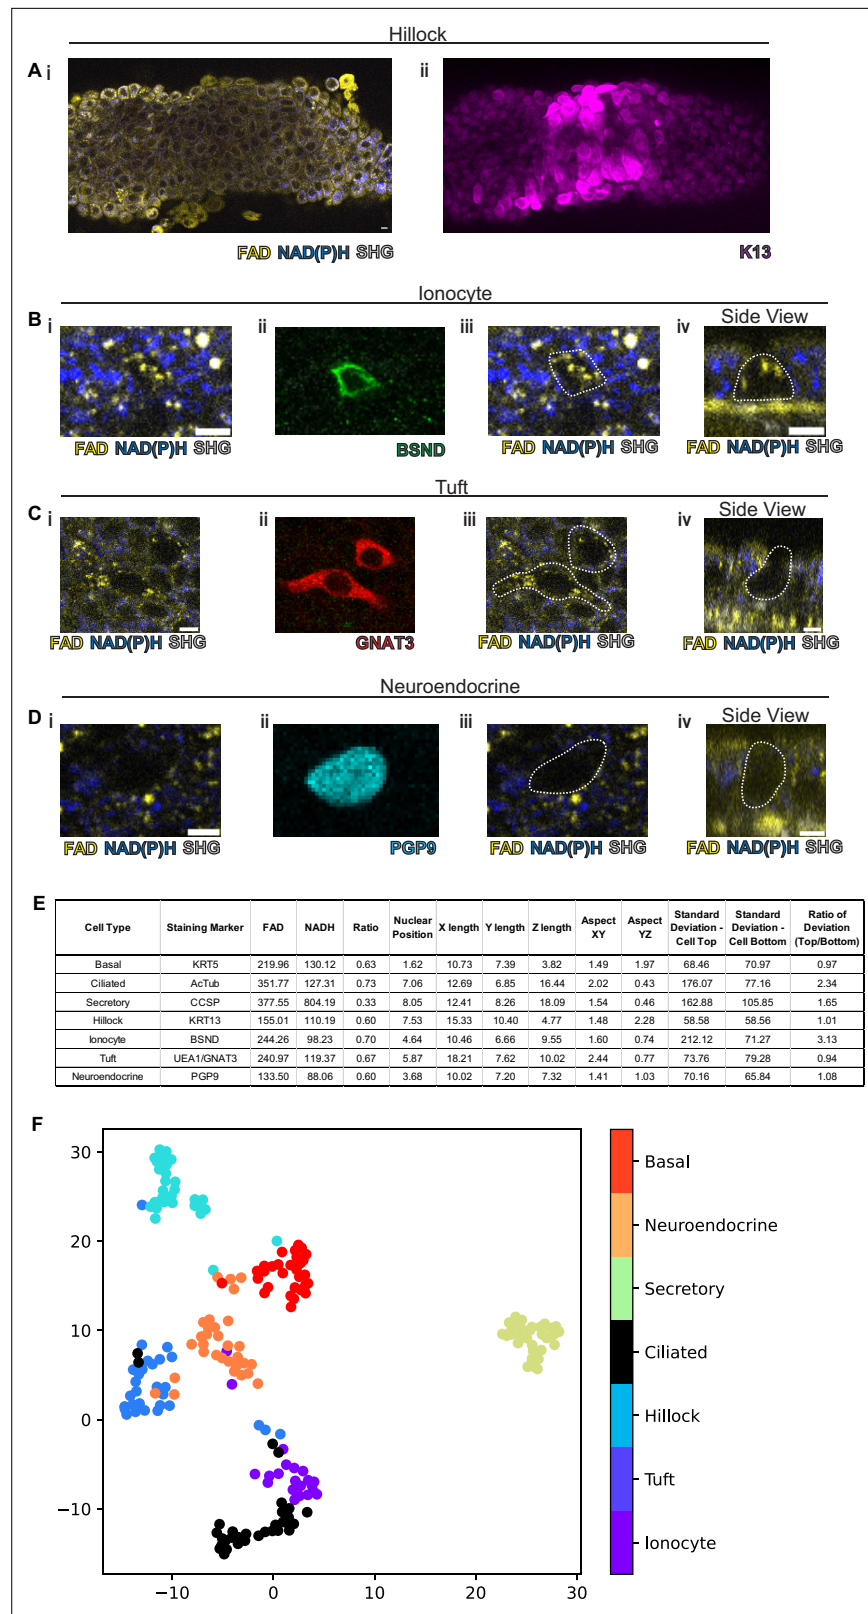 Hillock
A i ii
FAD NAD(P)H SHG K13
Ionocyte
B i ii iii iv Side View
FAD NAD(P)H SHG BSND FAD NAD(P)H SHG FAD NAD(P)H SHG
Tuft
C i ii iii iv Side View
FAD NAD(P)H SHG GNAT3 FAD NAD(P)H SHG FAD NAD(P)H SHG
Neuroendocrine
D i ii iii iv Side View
FAD NAD(P)H SHG PGP9 FAD NAD(P)H SHG FAD NAD(P)H SHG
E
Cell Type Staining Marker FAD NADH Ratio Nuclear Position X length Y length Z length Aspect XY Aspect YZ Standard Deviation - Cell Top Standard Deviation - Cell Bottom Ratio of Deviation (Top/Bottom)
Basal KRT5 219.96 130.12 0.63 1.62 10.73 7.39 3.82 1.49 1.97 68.46 70.97 0.97
Ciliated AcTub 351.77 127.31 0.73 7.06 12.69 6.85 16.44 2.02 0.43 176.07 77.16 2.34
Secretory CCSP 377.55 804.19 0.33 8.05 12.41 8.26 18.09 1.54 0.46 162.88 105.85 1.65
Hillock KRT13 155.01 110.19 0.60 7.53 15.33 10.40 4.77 1.48 2.28 58.58 58.56 1.01
Ionocyte BSND 244.26 98.23 0.70 4.64 10.46 6.66 9.55 1.60 0.74 212.12 71.27 3.13
Tuft UEA1/GNAT3 240.97 119.37 0.67 5.87 18.21 7.62 10.02 2.44 0.77 73.76 79.28 0.94
Neuroendocrine PGP9 133.50 88.06 0.60 3.68 10.02 7.20 7.32 1.41 1.03 70.16 65.84 1.08
F
30
20
10
0
−10
−10 0 10 20 30
Basal
Neuroendocrine
Secretory
Ciliated
Hillock
Tuft
Ionocyte